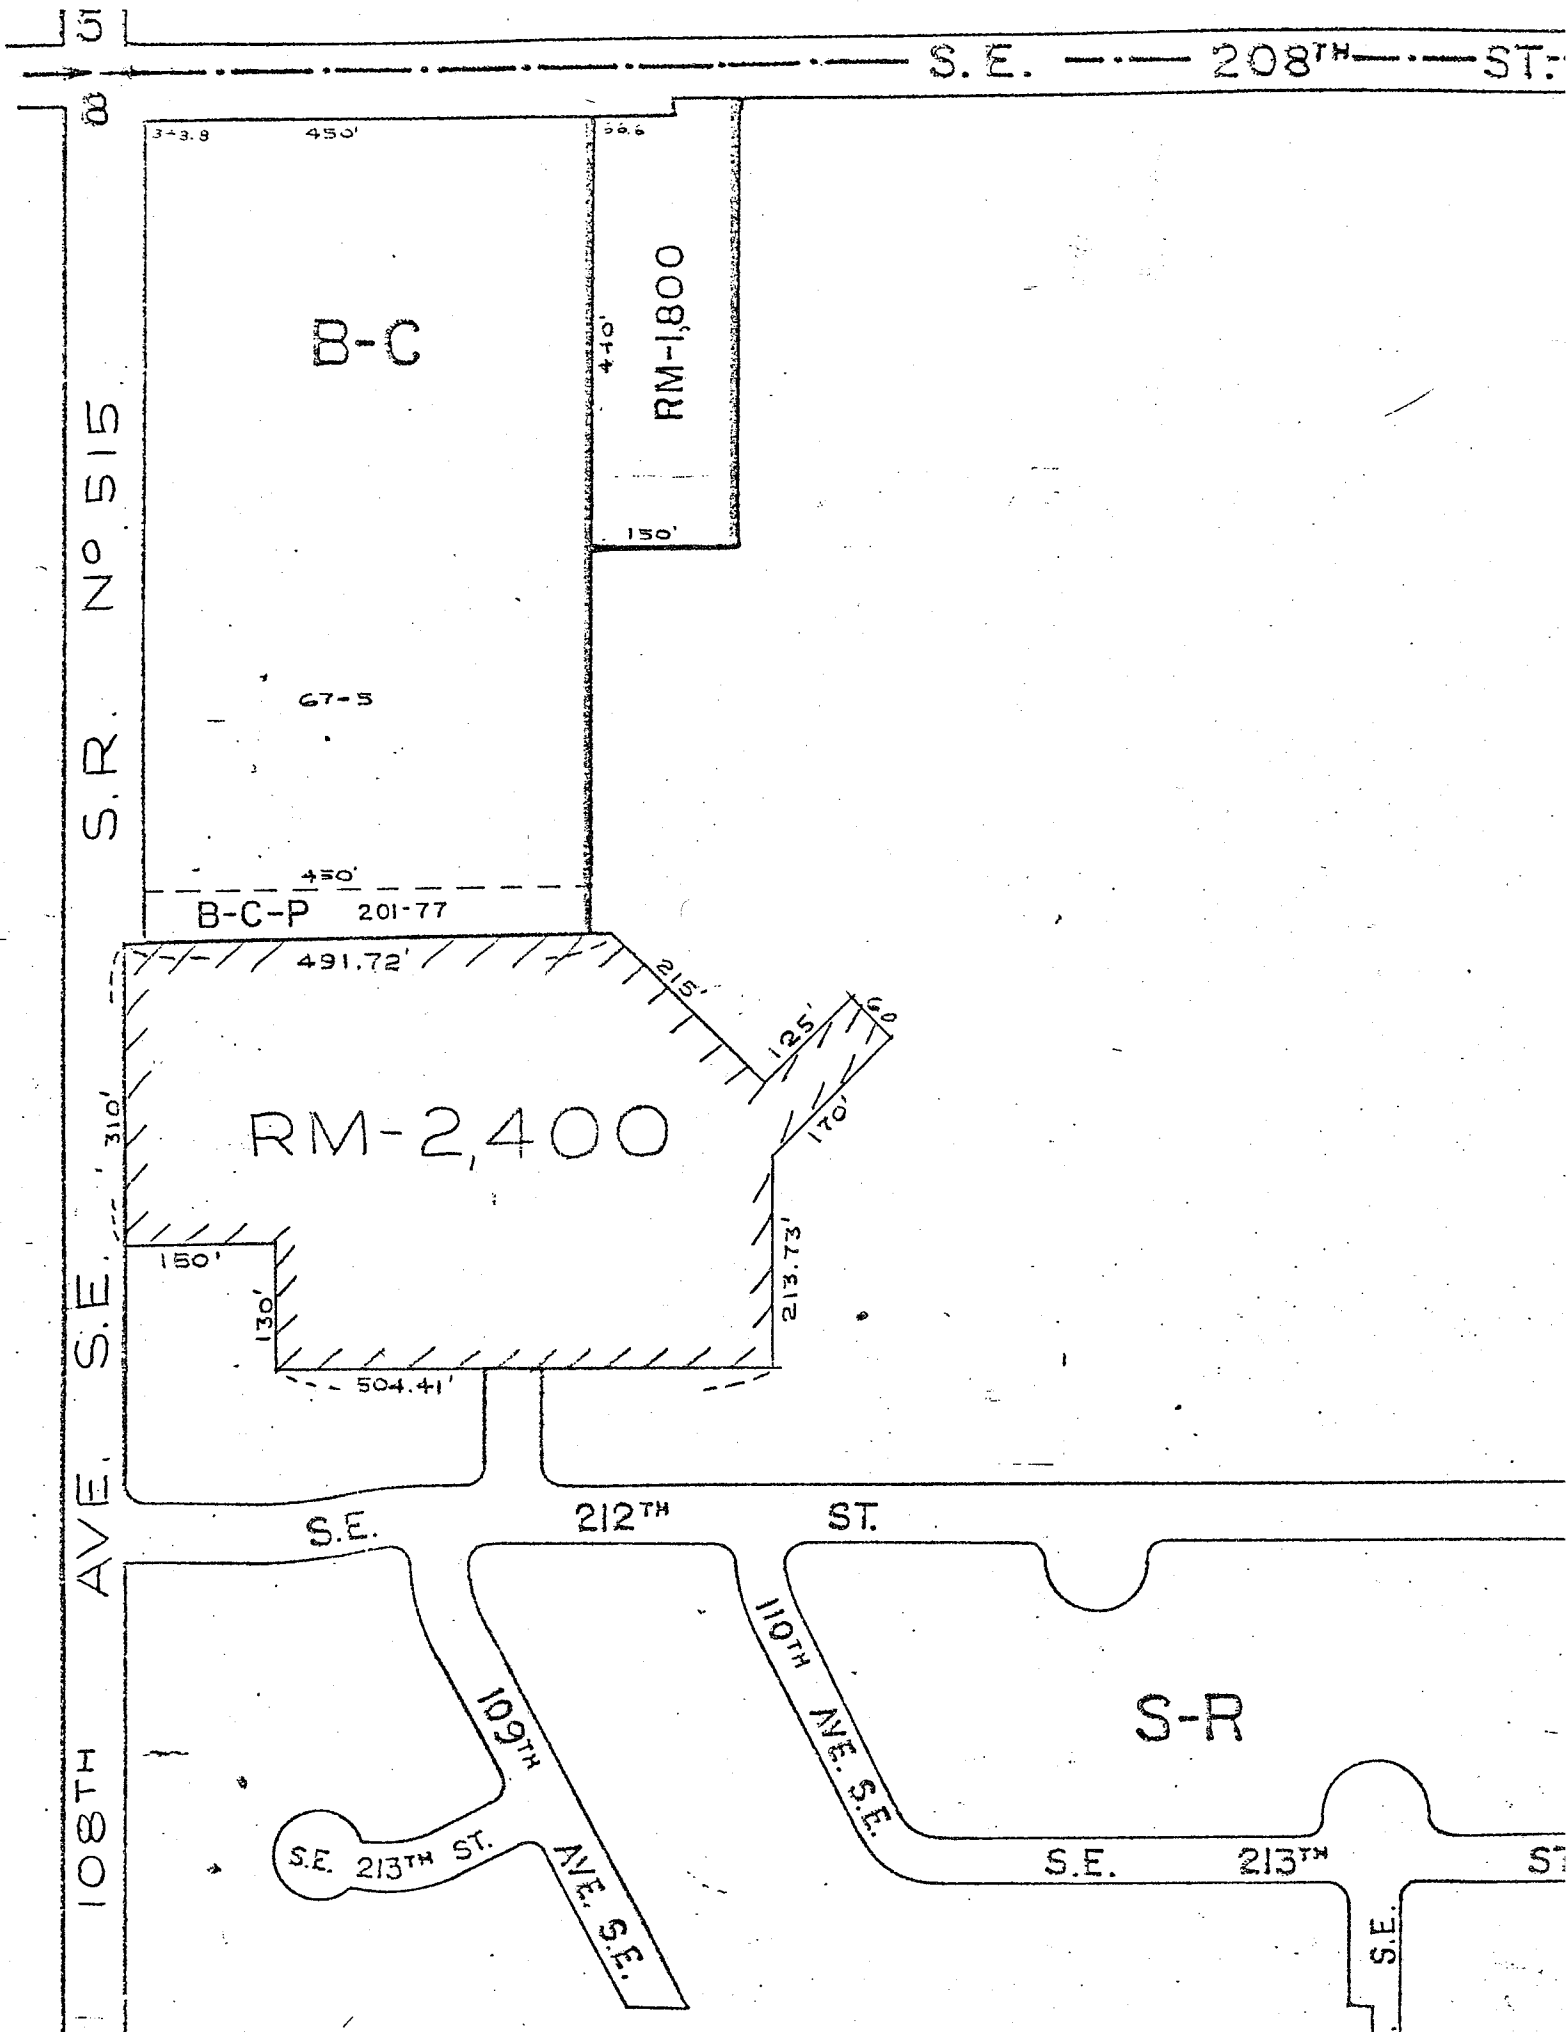 S.E. 208TH ST.
450'
B-C
440'
RM-1,800
150'
S.R. No 515
67-5
450'
B-C-P 201-77
491.72'
215'
125'
60
170'
RM-2,400
310'
150'
130'
213.73'
504.41'
S.E. 212TH ST.
108TH AVE. S.E.
109TH AVE. S.E.
110TH AVE. S.E.
S-R
S.E. 213TH ST.
S.E. 213TH ST
S.E.